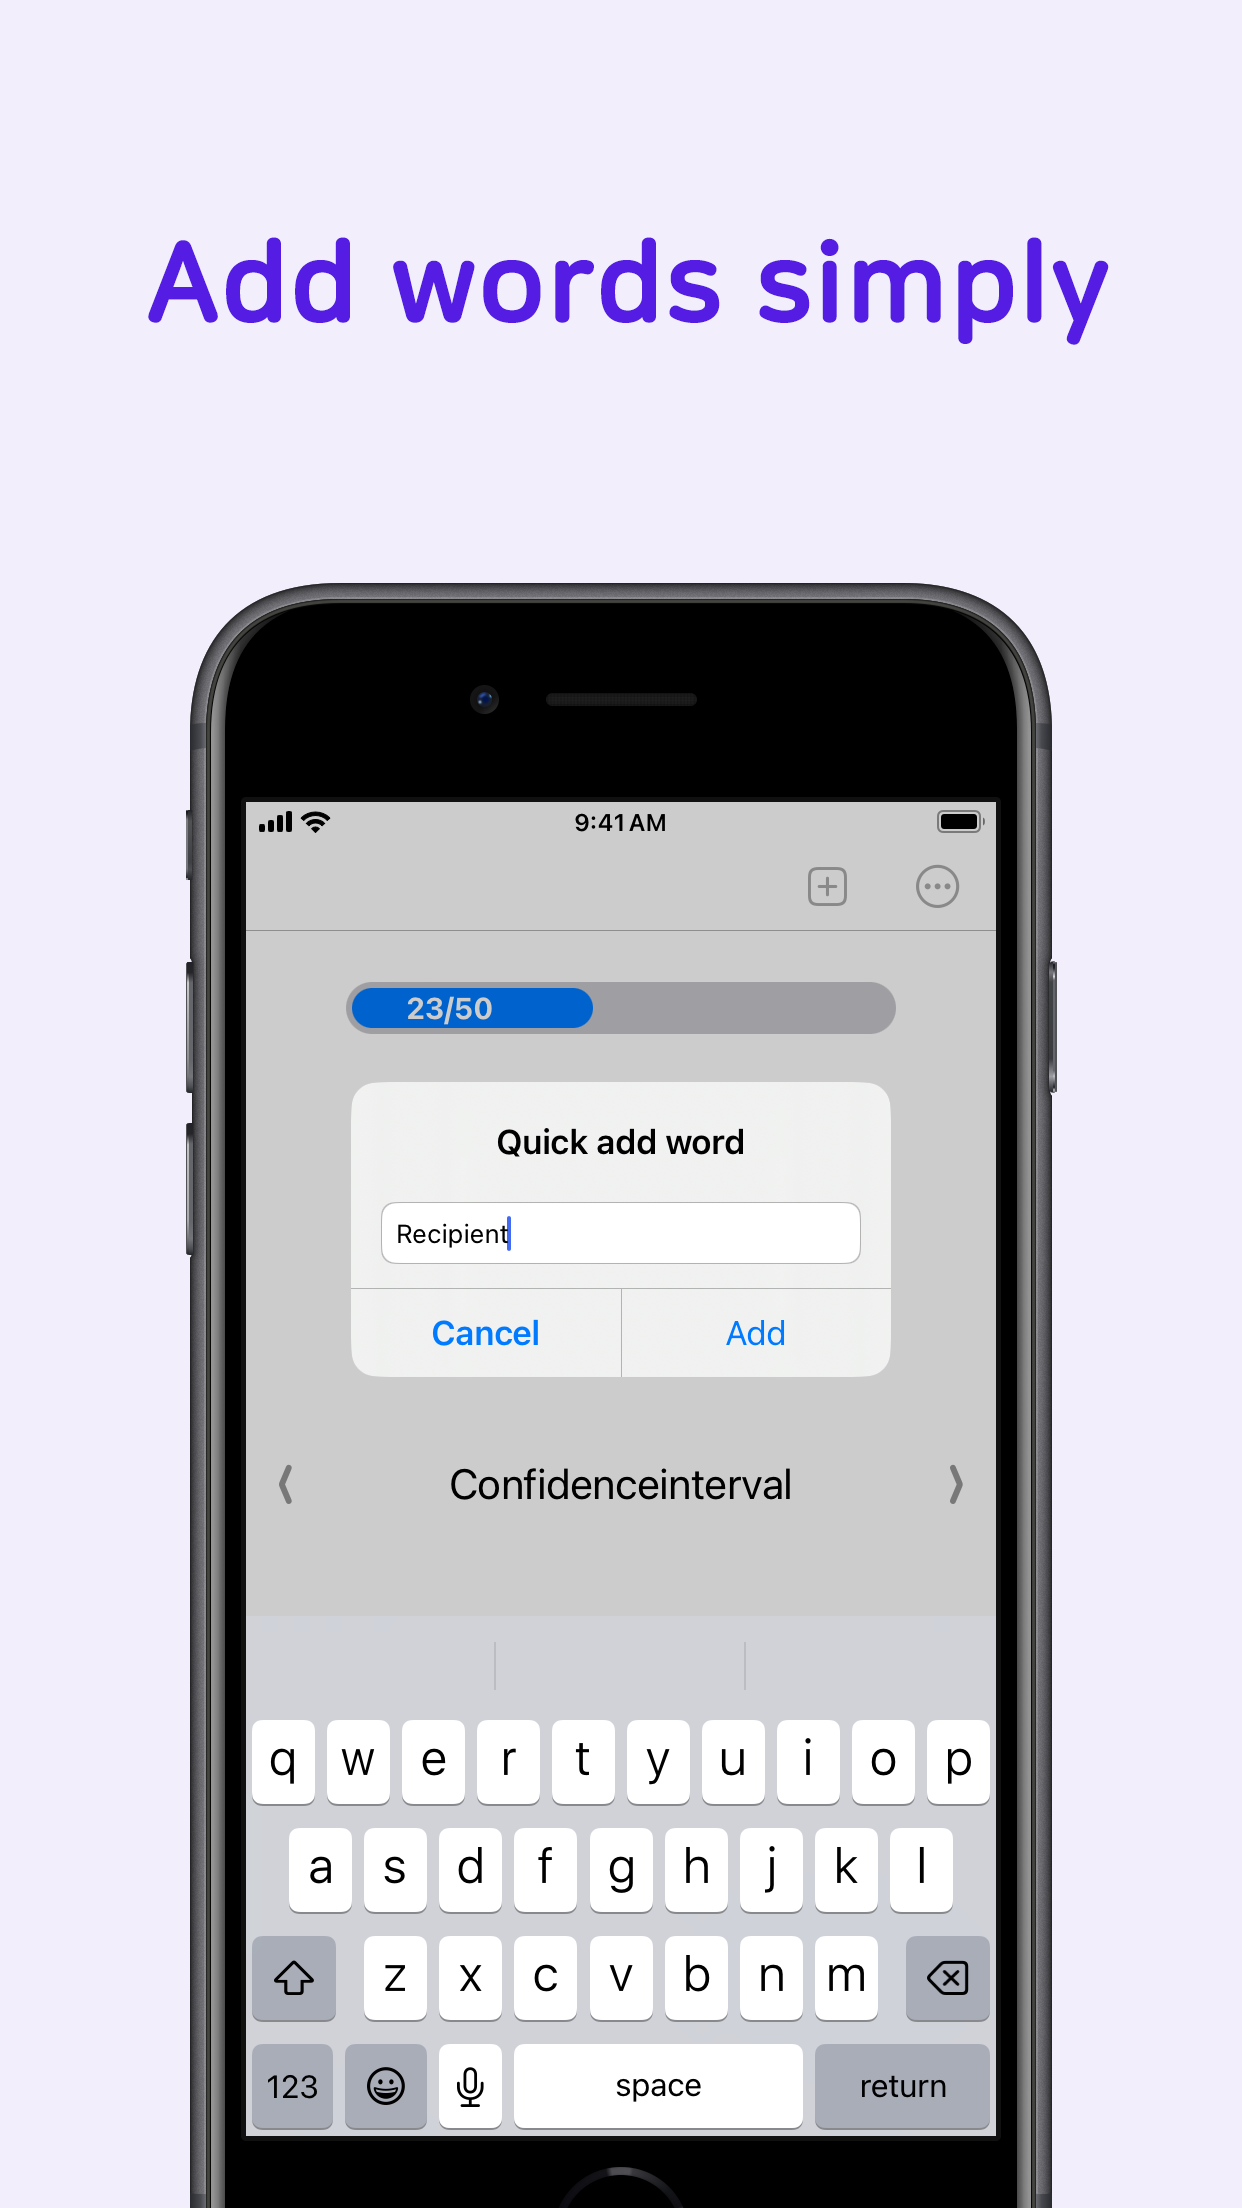 Add words simply
9:41 AM
23/50
Quick add word
Recipient
Cancel Add
Confidenceinterval
q w e r t y u i o p
a s d f g h j k l
z x c v b n m
123 space return